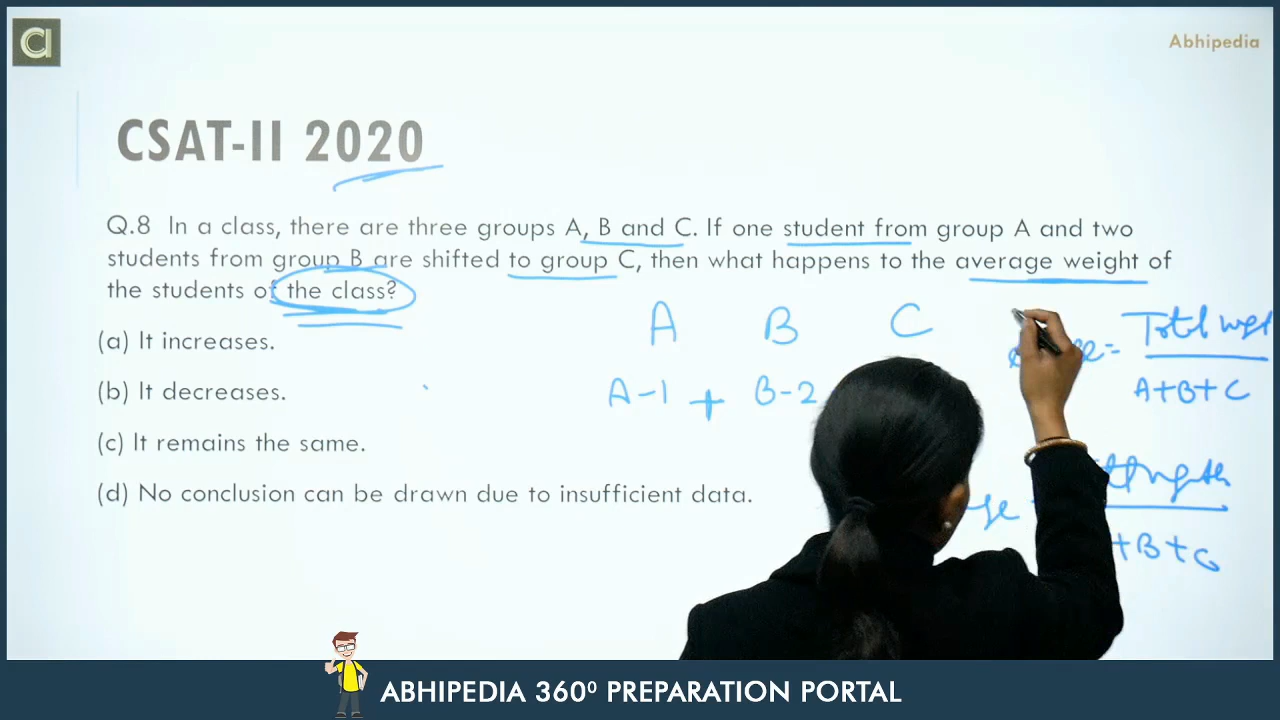 Abhipedia
CSAT-II 2020
Q.8 In a class, there are three groups A, B and C. If one student from group A and two
students from group B are shifted to group C, then what happens to the average weight of
the students of the class?
(a) It increases.
(b) It decreases.
(c) It remains the same.
(d) No conclusion can be drawn due to insufficient data.
A B C
A-1 + B-2
Total wgt
A+B+C
+B+C
ABHIPEDIA 360⁰ PREPARATION PORTAL